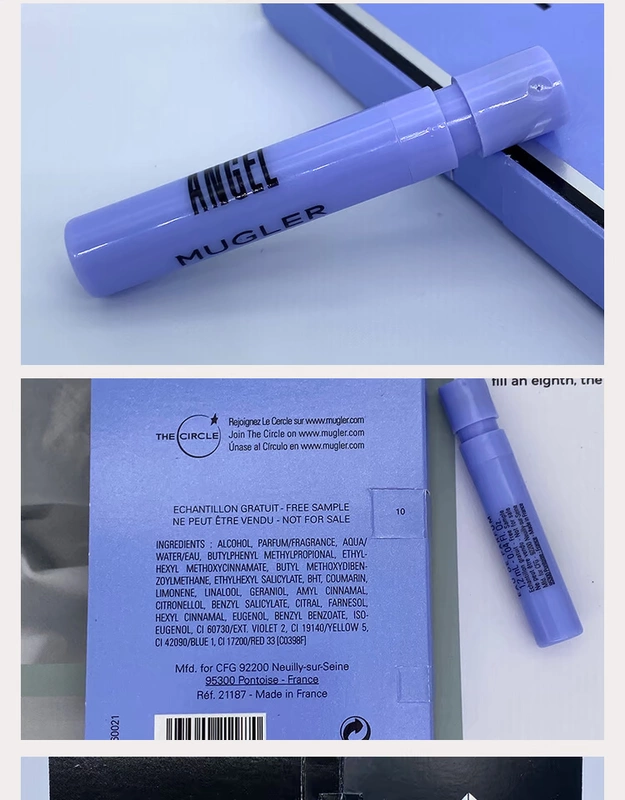 ANGEL
MUGLER
fill an eighth, the
THE CIRCLE
Rejoignez Le Cercle sur www.mugler.com
Join The Circle on www.mugler.com
Únase al Círculo en www.mugler.com
ECHANTILLON GRATUIT - FREE SAMPLE
NE PEUT ÊTRE VENDU - NOT FOR SALE
10
INGREDIENTS : ALCOHOL, PARFUM/FRAGRANCE, AQUA/
WATER/EAU, BUTYLPHENYL METHYLPROPIONAL, ETHYL-
HEXYL METHOXYCINNAMATE, BUTYL METHOXYDIBEN-
ZOYLMETHANE, ETHYLHEXYL SALICYLATE, BHT, COUMARIN,
LIMONENE, LINALOOL, GERANIOL, AMYL CINNAMAL,
CITRONELLOL, BENZYL SALICYLATE, CITRAL, FARNESOL,
HEXYL CINNAMAL, EUGENOL, BENZYL BENZOATE, ISO-
EUGENOL, CI 60730/EXT. VIOLET 2, CI 19140/YELLOW 5,
CI 42090/BLUE 1, CI 17200/RED 33 (C0398F)
Mfd. for CFG 92200 Neuilly-sur-Seine
95300 Pontoise - France
Réf. 21187 - Made in France
60021